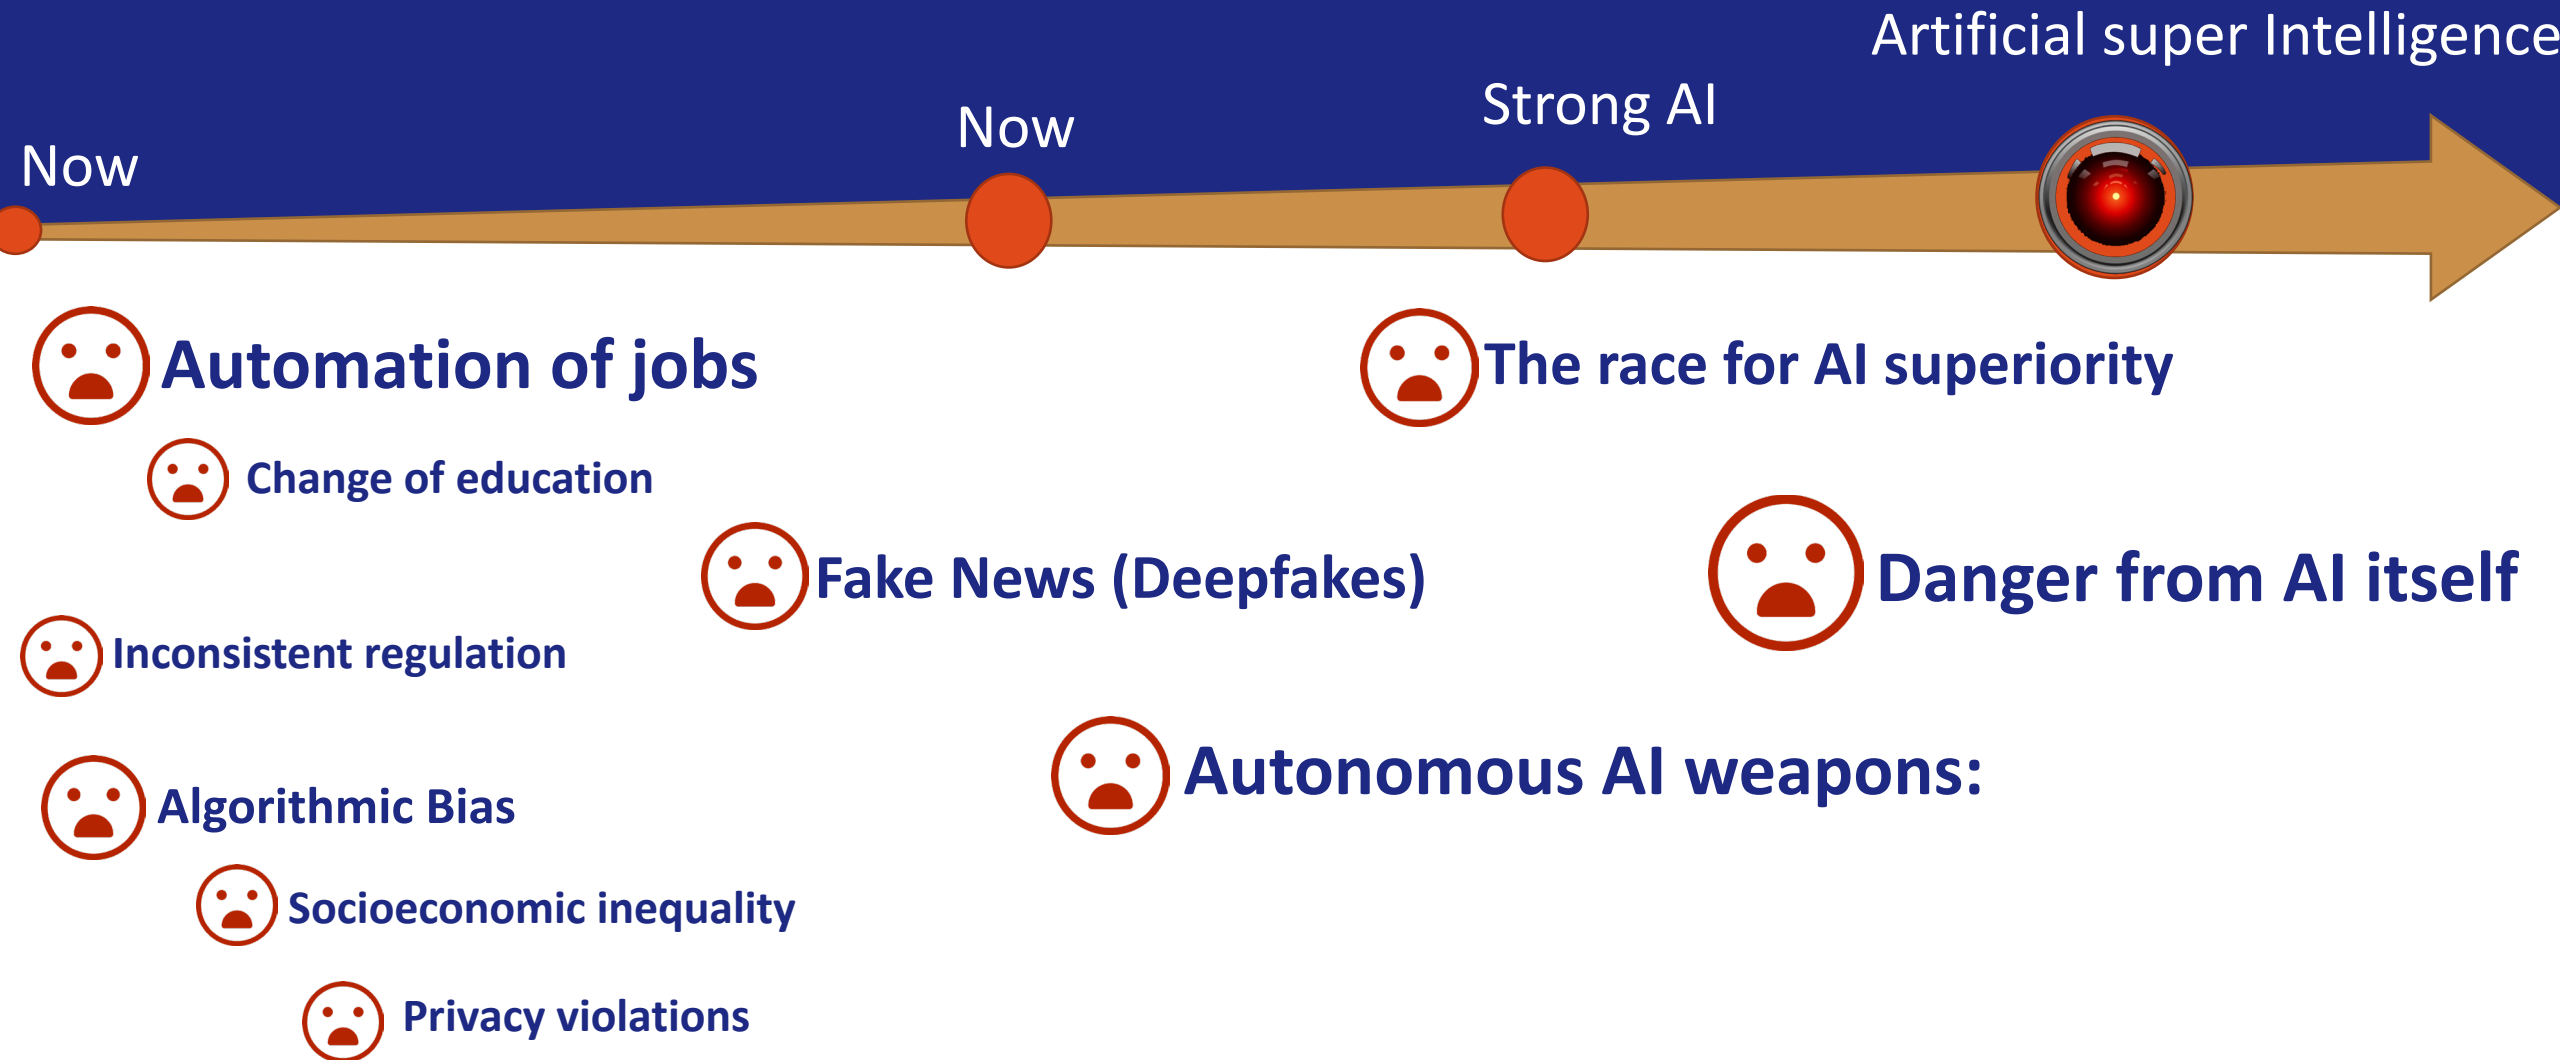 Artificial super Intelligence
Strong AI
Now
Now
Automation of jobs
The race for AI superiority
Change of education
Fake News (Deepfakes)
Danger from AI itself
Inconsistent regulation
Autonomous AI weapons:
Algorithmic Bias
Socioeconomic inequality
Privacy violations